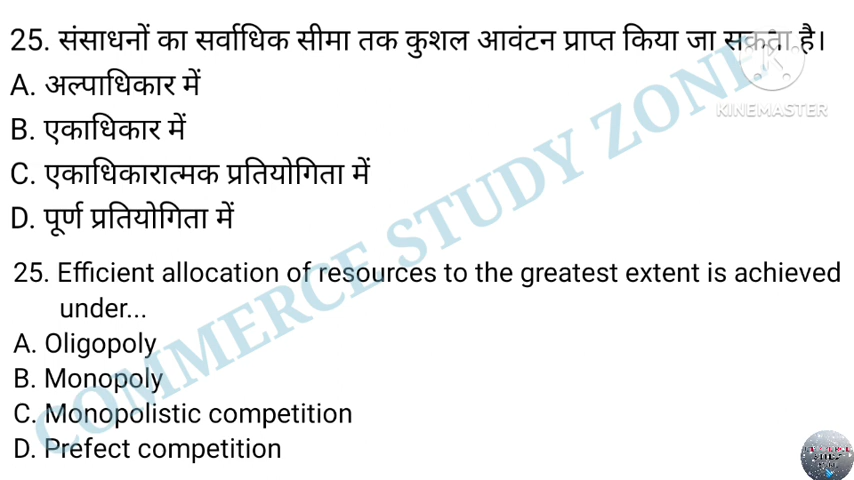 25. संसाधनों का सर्वाधिक सीमा तक कुशल आवंटन प्राप्त किया जा सकता है।
KINEMASTER
A. अल्पाधिकार में
B. एकाधिकार में
C. एकाधिकारात्मक प्रतियोगिता में
D. पूर्ण प्रतियोगिता में
COMMERCE STUDY ZONE
25. Efficient allocation of resources to the greatest extent is achieved
under...
A. Oligopoly
B. Monopoly
C. Monopolistic competition
D. Prefect competition